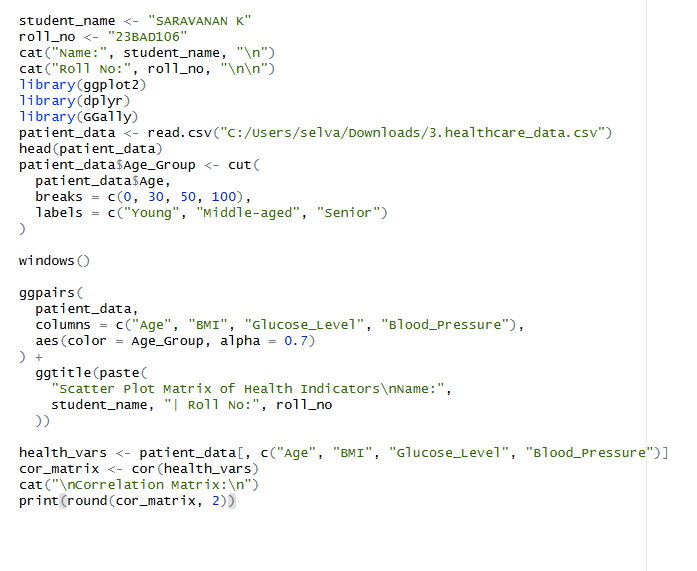 student_name <- "SARAVANAN K"
roll_no <- "23BAD106"
cat("Name:", student_name, "\n")
cat("Roll No:", roll_no, "\n\n")
library(ggplot2)
library(dplyr)
library(GGally)
patient_data <- read.csv("C:/Users/selva/Downloads/3.healthcare_data.csv")
head(patient_data)
patient_data$Age_Group <- cut(
  patient_data$Age,
  breaks = c(0, 30, 50, 100),
  labels = c("Young", "Middle-aged", "Senior")
)

windows()

ggpairs(
  patient_data,
  columns = c("Age", "BMI", "Glucose_Level", "Blood_Pressure"),
  aes(color = Age_Group, alpha = 0.7)
) +
  ggtitle(paste(
    "Scatter Plot Matrix of Health Indicators\nName:",
    student_name, "| Roll No:", roll_no
  ))

health_vars <- patient_data[, c("Age", "BMI", "Glucose_Level", "Blood_Pressure")]
cor_matrix <- cor(health_vars)
cat("\nCorrelation Matrix:\n")
print(round(cor_matrix, 2))